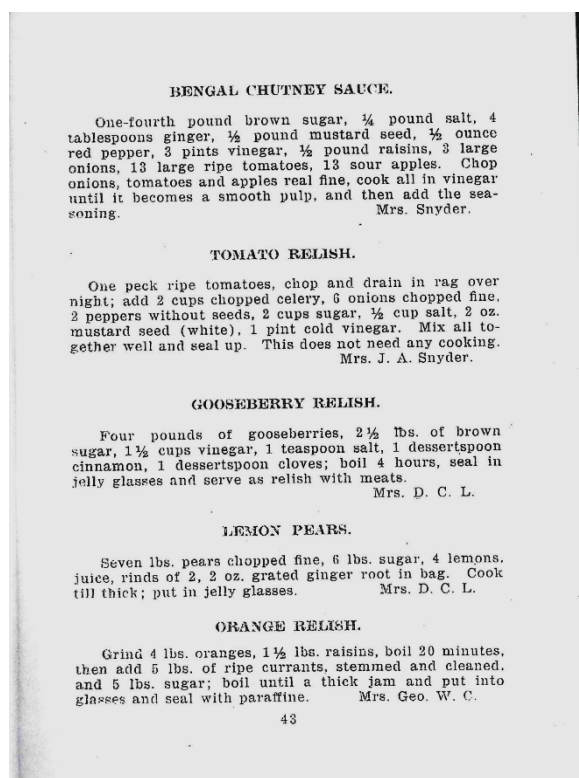 BENGAL CHUTNEY SAUCE.
One-fourth pound brown sugar, ¼ pound salt, 4
tablespoons ginger, ½ pound mustard seed, ½ ounce
red pepper, 3 pints vinegar, ½ pound raisins, 3 large
onions, 13 large ripe tomatoes, 13 sour apples. Chop
onions, tomatoes and apples real fine, cook all in vinegar
until it becomes a smooth pulp, and then add the sea-
soning. Mrs. Snyder.
TOMATO RELISH.
One peck ripe tomatoes, chop and drain in rag over
night; add 2 cups chopped celery, 6 onions chopped fine,
2 peppers without seeds, 2 cups sugar, ½ cup salt, 2 oz.
mustard seed (white), 1 pint cold vinegar. Mix all to-
gether well and seal up. This does not need any cooking.
Mrs. J. A. Snyder.
GOOSEBERRY RELISH.
Four pounds of gooseberries, 2½ lbs. of brown
sugar, 1½ cups vinegar, 1 teaspoon salt, 1 dessertspoon
cinnamon, 1 dessertspoon cloves; boil 4 hours, seal in
jelly glasses and serve as relish with meats.
Mrs. D. C. L.
LEMON PEARS.
Seven lbs. pears chopped fine, 6 lbs. sugar, 4 lemons,
juice, rinds of 2, 2 oz. grated ginger root in bag. Cook
till thick; put in jelly glasses. Mrs. D. C. L.
ORANGE RELISH.
Grind 4 lbs. oranges, 1½ lbs. raisins, boil 20 minutes,
then add 5 lbs. of ripe currants, stemmed and cleaned,
and 5 lbs. sugar; boil until a thick jam and put into
glasses and seal with paraffine. Mrs. Geo. W. C.
43